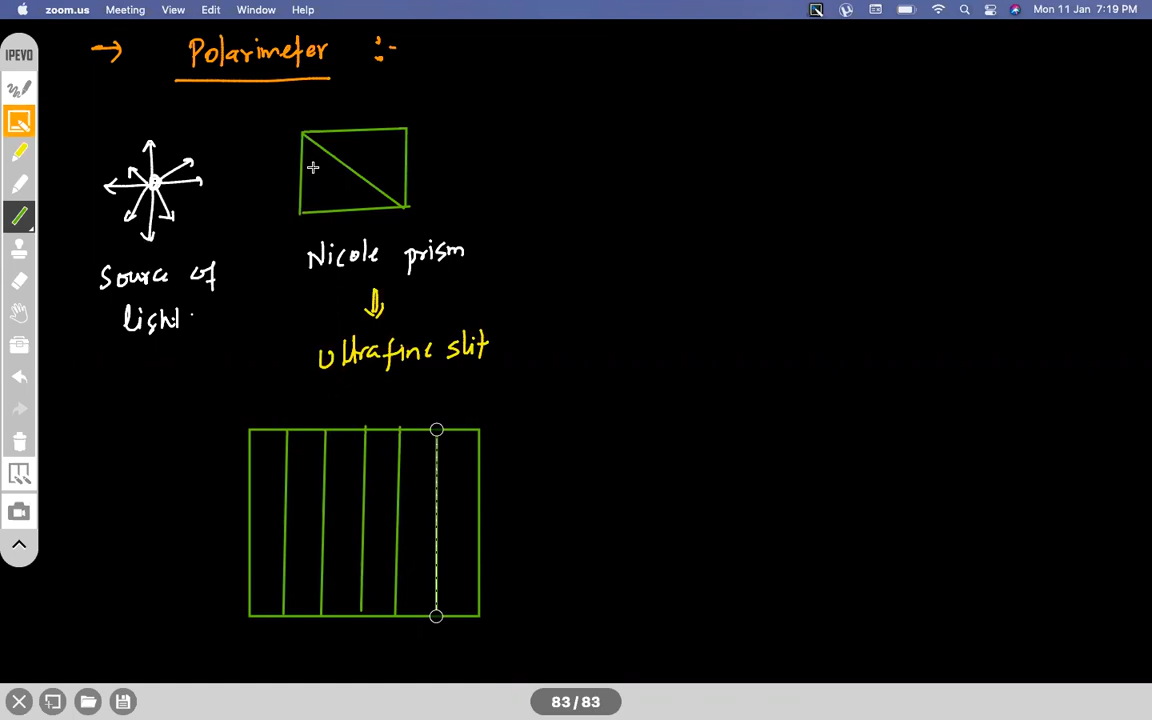 zoom.us Meeting View Edit Window Help Mon 11 Jan 7:19 PM
IPEVO
→ Polarimeter :-
Nicole prism
Source of
light
⇓
Ultrafine slit
83/83